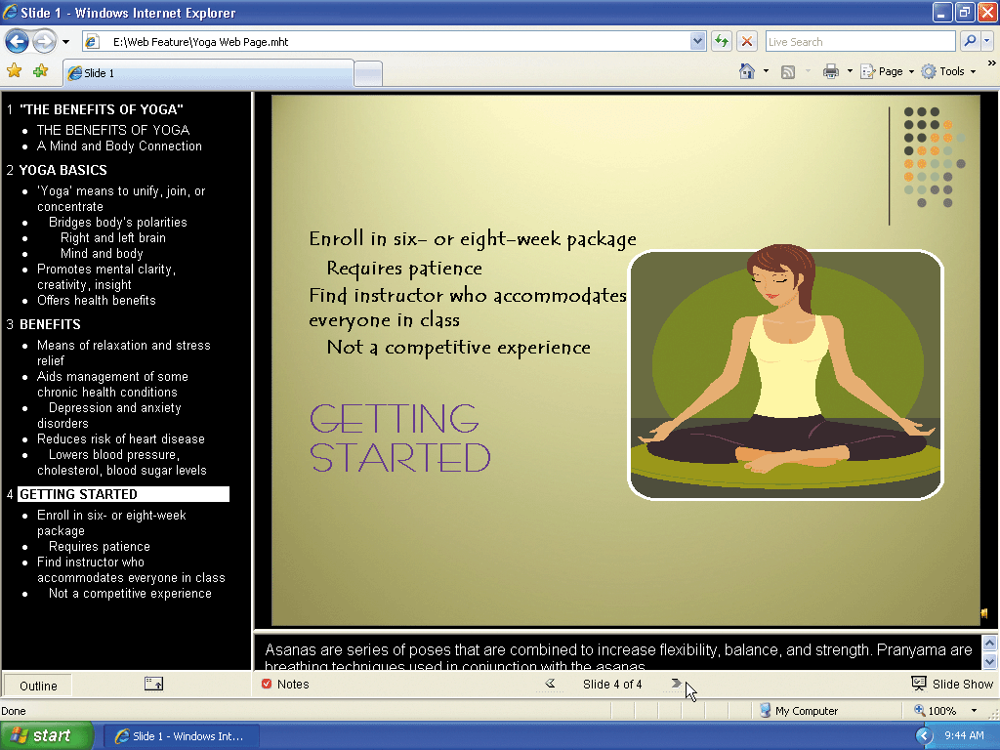 Slide 1 - Windows Internet Explorer
E:\Web Feature\Yoga Web Page.mht
Live Search
Slide 1
Page
Tools
1 "THE BENEFITS OF YOGA"
• THE BENEFITS OF YOGA
• A Mind and Body Connection
2 YOGA BASICS
• 'Yoga' means to unify, join, or
concentrate
• Bridges body's polarities
• Right and left brain
• Mind and body
• Promotes mental clarity,
creativity, insight
• Offers health benefits
3 BENEFITS
• Means of relaxation and stress
relief
• Aids management of some
chronic health conditions
• Depression and anxiety
disorders
• Reduces risk of heart disease
• Lowers blood pressure,
cholesterol, blood sugar levels
4 GETTING STARTED
• Enroll in six- or eight-week
package
• Requires patience
• Find instructor who
accommodates everyone in class
• Not a competitive experience
Enroll in six- or eight-week package
Requires patience
Find instructor who accommodates
everyone in class
Not a competitive experience
GETTING
STARTED
Asanas are series of poses that are combined to increase flexibility, balance, and strength. Pranyama are
breathing techniques used in conjunction with the asanas.
Outline
Notes
Slide 4 of 4
Slide Show
Done
My Computer
100%
start
Slide 1 - Windows Int...
9:44 AM